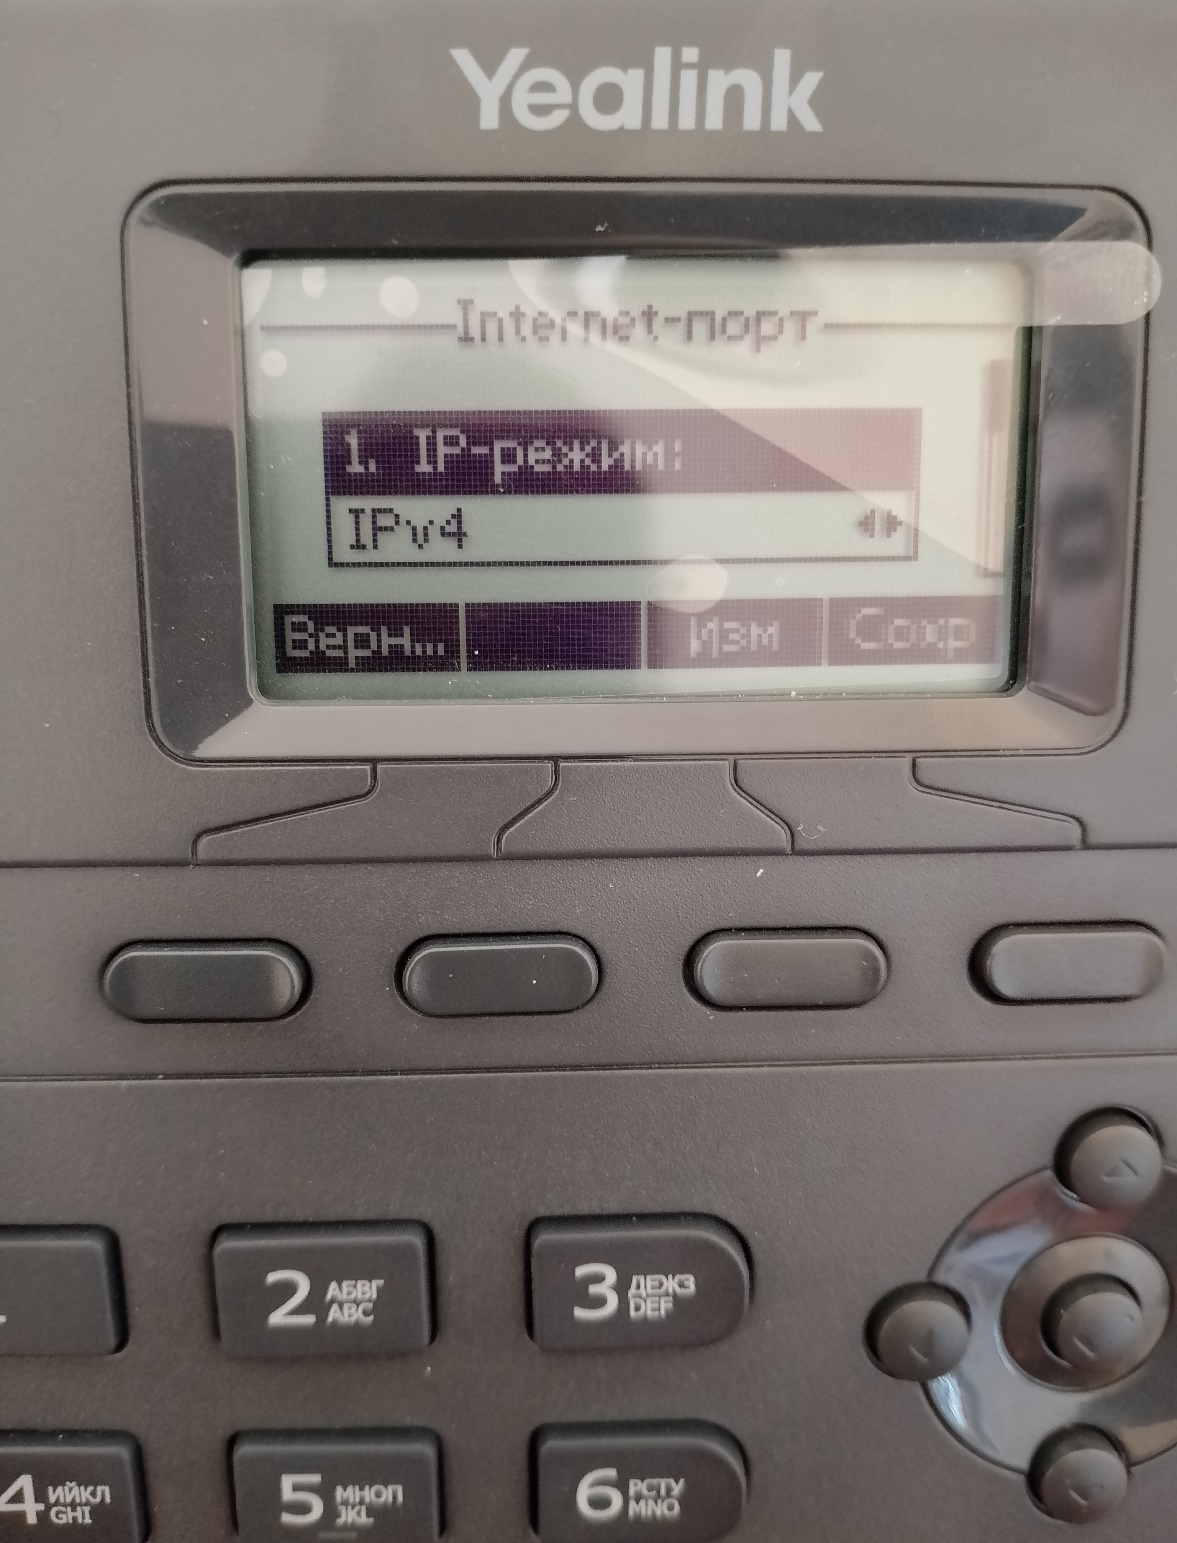 Yealink
Internet-порт
1. IP-режим:
IPv4
Верн... Изм Сохр
2 АБВГ ABC
3 ДЕЖЗ DEF
4 ИЙКЛ GHI
5 МНОП JKL
6 РСТУ MNO